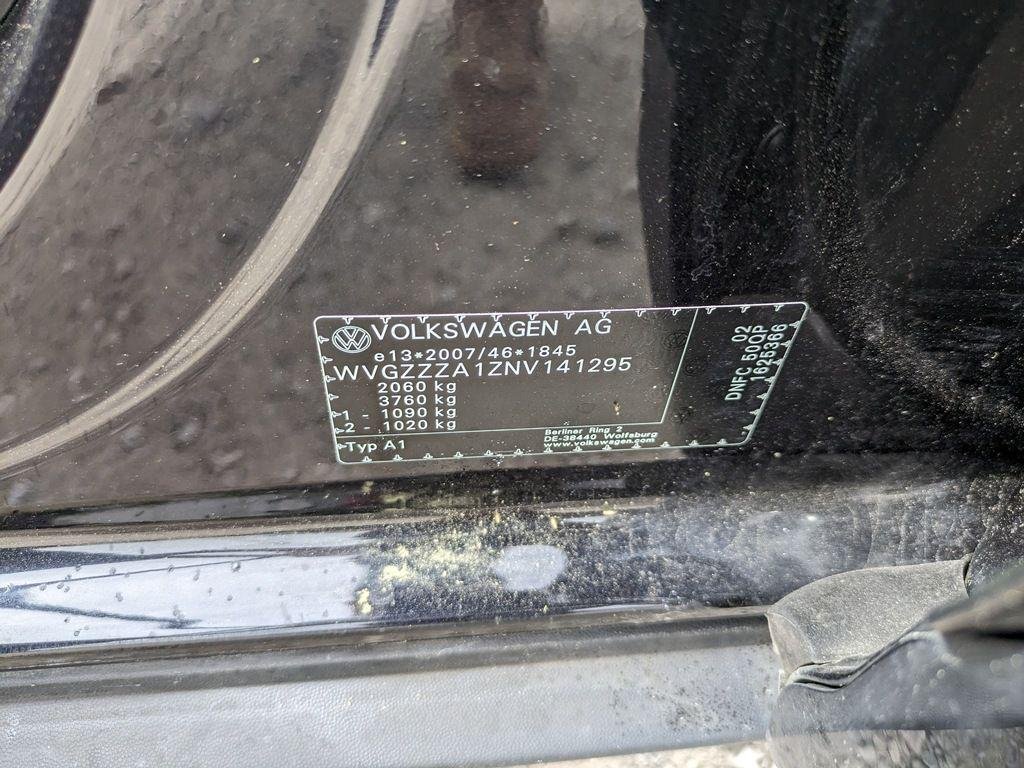 VOLKSWAGEN AG
e13*2007/46*1845
WVGZZZA1ZNV141295
2060 kg
3760 kg
1 - 1090 kg
2 - 1020 kg
Typ A1
Berliner Ring 2
DE-38440 Wolfsburg
www.volkswagen.com
02
DNFC 50QP
1625366